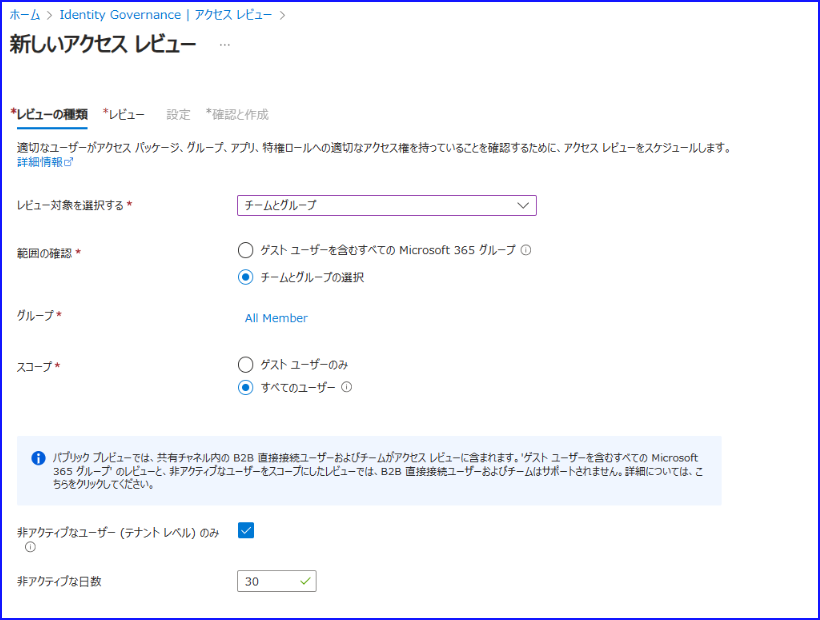 ホーム > Identity Governance | アクセス レビュー >
新しいアクセス レビュー ...
*レビューの種類 *レビュー 設定 *確認と作成
適切なユーザーがアクセス パッケージ、グループ、アプリ、特権ロールへの適切なアクセス権を持っていることを確認するために、アクセス レビューをスケジュールします。
詳細情報
レビュー対象を選択する * チームとグループ
範囲の確認 * ゲスト ユーザーを含むすべての Microsoft 365 グループ
チームとグループの選択
グループ * All Member
スコープ * ゲスト ユーザーのみ
すべてのユーザー
パブリック プレビューでは、共有チャネル内の B2B 直接接続ユーザーおよびチームがアクセス レビューに含まれます。'ゲスト ユーザーを含むすべての Microsoft
365 グループ' のレビューと、非アクティブなユーザーをスコープにしたレビューでは、B2B 直接接続ユーザーおよびチームはサポートされません。詳細については、こ
ちらをクリックしてください。
非アクティブなユーザー (テナント レベル) のみ
非アクティブな日数 30